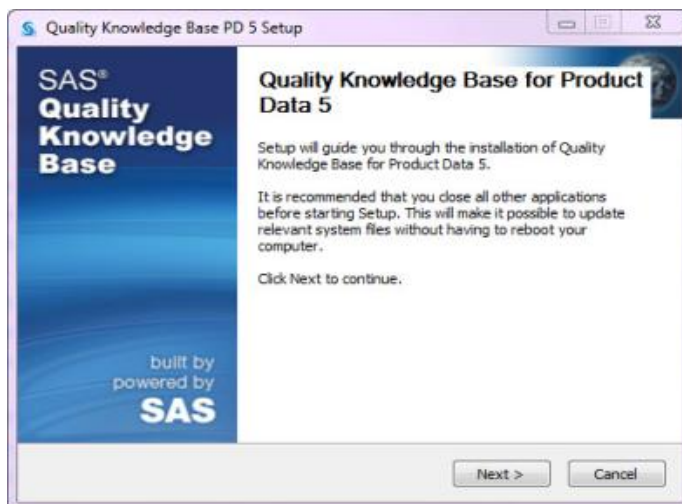 Quality Knowledge Base PD 5 Setup
SAS®
Quality
Knowledge
Base
built by
powered by
SAS
Quality Knowledge Base for Product
Data 5
Setup will guide you through the installation of Quality
Knowledge Base for Product Data 5.
It is recommended that you close all other applications
before starting Setup. This will make it possible to update
relevant system files without having to reboot your
computer.
Click Next to continue.
Next >
Cancel